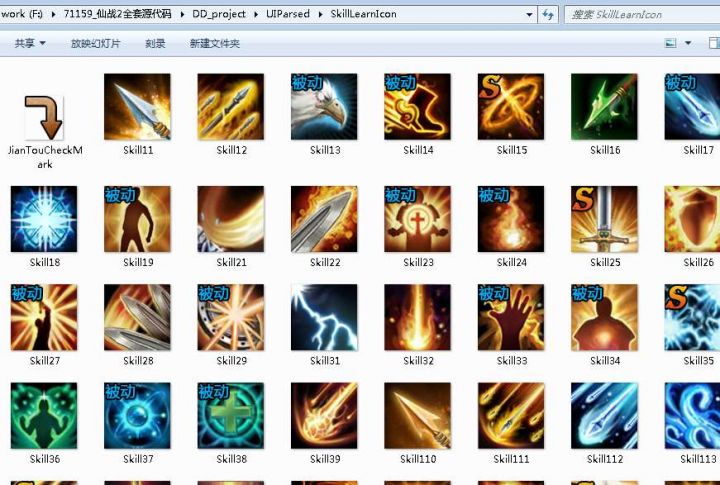 work (F:) ▸ 71159_仙战2全套源代码 ▸ DD_project ▸ UIParsed ▸ SkillLearnIcon
搜索 SkillLearnIcon
共享 放映幻灯片 刻录 新建文件夹
被动 被动 S 被动
JianTouCheckM
ark
Skill11 Skill12 Skill13 Skill14 Skill15 Skill16 Skill17
被动 被动 被动 S
Skill18 Skill19 Skill21 Skill22 Skill23 Skill24 Skill25 Skill26
被动 被动 被动 被动 S
Skill27 Skill28 Skill29 Skill31 Skill32 Skill33 Skill34 Skill35
被动 被动
Skill36 Skill37 Skill38 Skill39 Skill110 Skill111 Skill112 Skill113